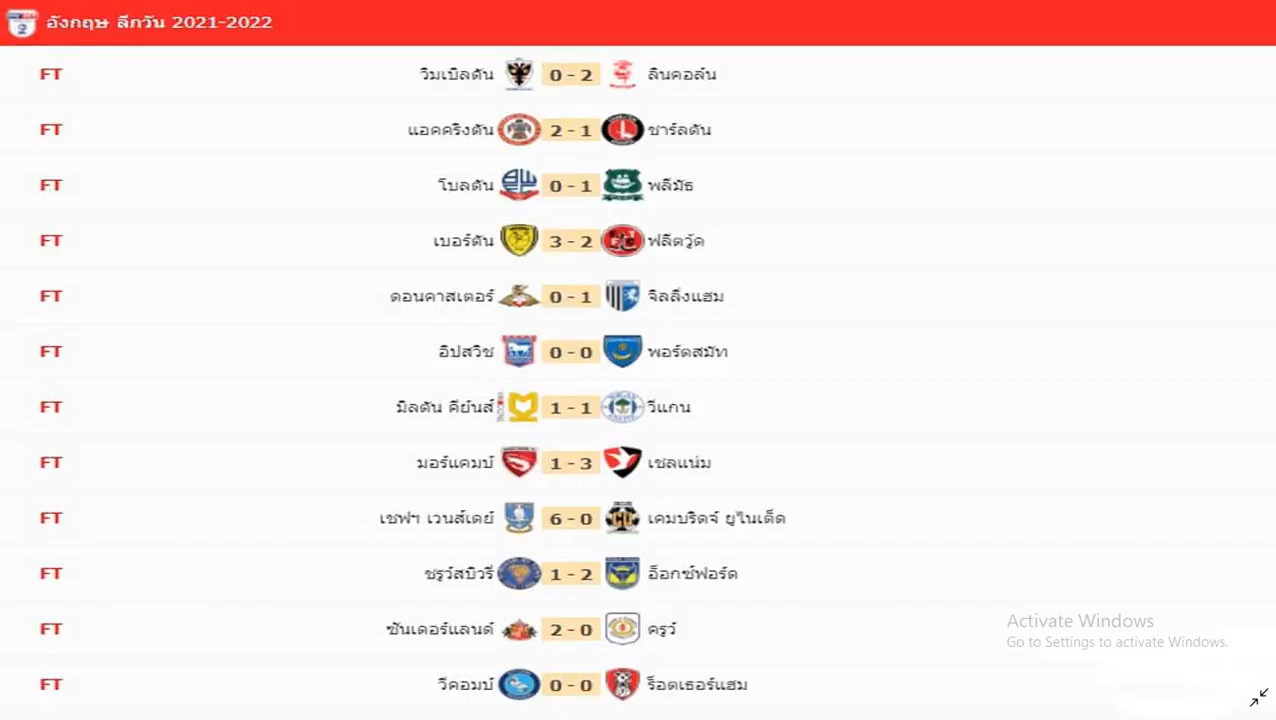 อังกฤษ ลีกวัน 2021-2022
FT วิมเบิลดัน 0 - 2 ลินคอล์น
FT แอคคริงตัน 2 - 1 ชาร์ลตัน
FT โบลตัน 0 - 1 พลีมัธ
FT เบอร์ตัน 3 - 2 ฟลีตวู้ด
FT ดอนคาสเตอร์ 0 - 1 จิลลิ่งแฮม
FT อิปสวิช 0 - 0 พอร์ตสมัท
FT มิลตัน คีย์นส์ 1 - 1 วีแกน
FT มอร์แคมบ์ 1 - 3 เชลแน่ม
FT เชฟฯ เวนส์เดย์ 6 - 0 เคมบริดจ์ ยูไนเต็ด
FT ชรูว์สบิวรี่ 1 - 2 อ็อกซ์ฟอร์ด
FT ซันเดอร์แลนด์ 2 - 0 ครูว์
FT วีคอมบ์ 0 - 0 ร็อตเธอร์แฮม
Activate Windows
Go to Settings to activate Windows.